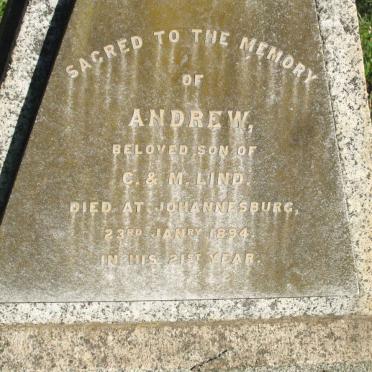 SACRED TO THE MEMORY
OF
ANDREW,
BELOVED SON OF
C. & M. LIND.
DIED AT JOHANNESBURG,
23RD JANRY 1894.
IN HIS 21ST YEAR.